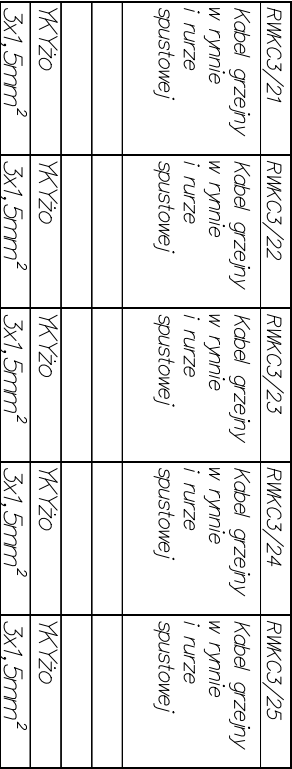 RWKC3/21
Kabel grzejny
w rynnie
i rurze
spustowej
YKYżo
3x1,5mm²
RWKC3/22
Kabel grzejny
w rynnie
i rurze
spustowej
YKYżo
3x1,5mm²
RWKC3/23
Kabel grzejny
w rynnie
i rurze
spustowej
YKYżo
3x1,5mm²
RWKC3/24
Kabel grzejny
w rynnie
i rurze
spustowej
YKYżo
3x1,5mm²
RWKC3/25
Kabel grzejny
w rynnie
i rurze
spustowej
YKYżo
3x1,5mm²